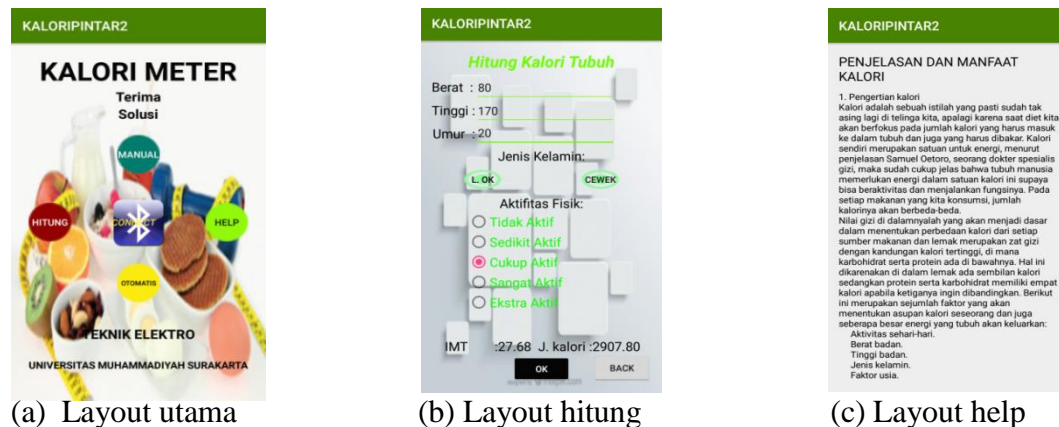 KALORIPINTAR2
KALORI METER
Terima
Solusi
MANUAL
HITUNG
CONNECT
HELP
OTOMATIS
TEKNIK ELEKTRO
UNIVERSITAS MUHAMMADIYAH SURAKARTA
(a) Layout utama
KALORIPINTAR2
Hitung Kalori Tubuh
Berat : 80
Tinggi : 170
Umur : 20
Jenis Kelamin:
L. OK CEWEK
Aktifitas Fisik:
Tidak Aktif
Sedikit Aktif
Cukup Aktif
Sangat Aktif
Ekstra Aktif
IMT :27.68 J. kalori :2907.80
OK BACK
(b) Layout hitung
KALORIPINTAR2
PENJELASAN DAN MANFAAT
KALORI
1. Pengertian kalori
Kalori adalah sebuah istilah yang pasti sudah tak
asing lagi di telinga kita, apalagi karena saat diet kita
akan berfokus pada jumlah kalori yang harus masuk
ke dalam tubuh dan juga yang harus dibakar. Kalori
sendiri merupakan satuan untuk energi, menurut
penjelasan Samuel Oetoro, seorang dokter spesialis
gizi, maka sudah cukup jelas bahwa tubuh manusia
memerlukan energi dalam satuan kalori ini supaya
bisa beraktivitas dan menjalankan fungsinya. Pada
setiap makanan yang kita konsumsi, jumlah
kalorinya akan berbeda-beda.
Nilai gizi di dalamnyalah yang akan menjadi dasar
dalam menentukan perbedaan kalori dari setiap
sumber makanan dan lemak merupakan zat gizi
dengan kandungan kalori tertinggi, di mana
karbohidrat serta protein ada di bawahnya. Hal ini
dikarenakan di dalam lemak ada sembilan kalori
sedangkan protein serta karbohidrat memiliki empat
kalori apabila ketiganya ingin dibandingkan. Berikut
ini merupakan sejumlah faktor yang akan
menentukan asupan kalori seseorang dan juga
seberapa besar energi yang tubuh akan keluarkan:
Aktivitas sehari-hari.
Berat badan.
Tinggi badan.
Jenis kelamin.
Faktor usia.
(c) Layout help